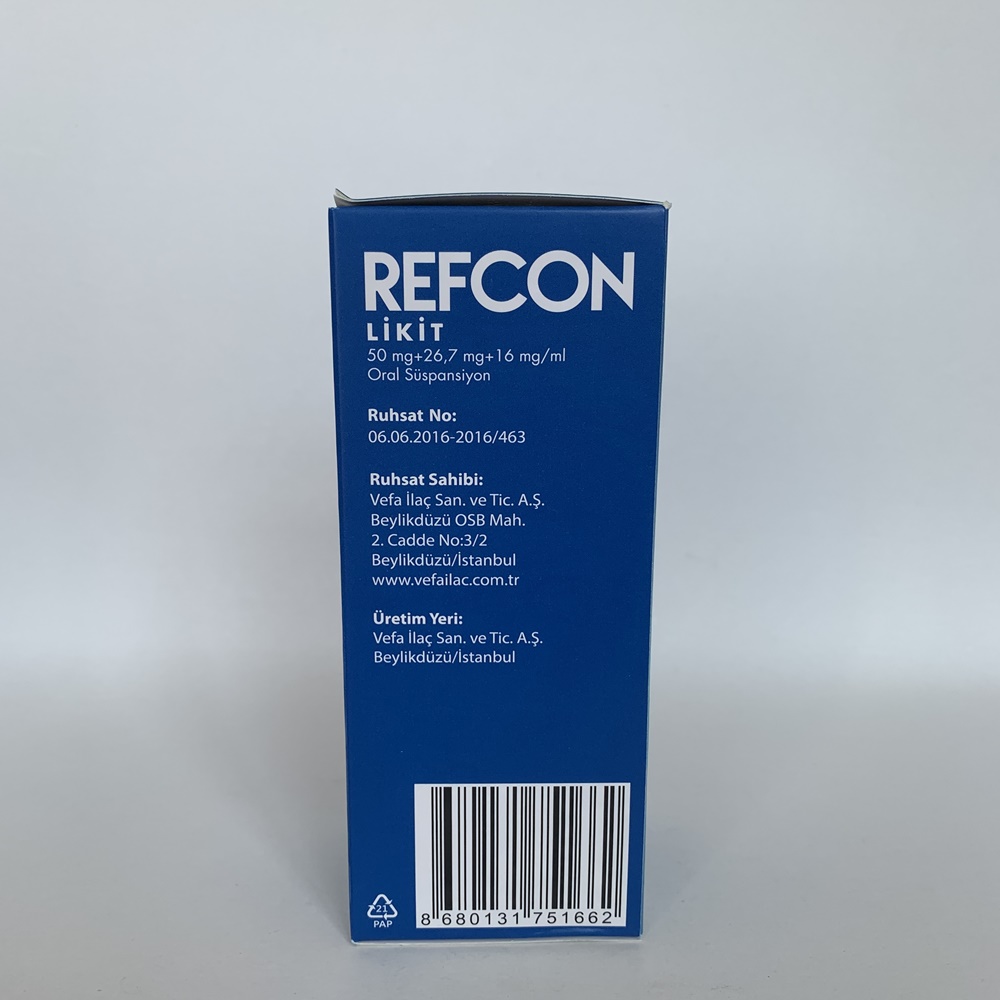 REFCON
LİKİT
50 mg+26,7 mg+16 mg/ml
Oral Süspansiyon
Ruhsat No:
06.06.2016-2016/463
Ruhsat Sahibi:
Vefa İlaç San. ve Tic. A.Ş.
Beylikdüzü OSB Mah.
2. Cadde No:3/2
Beylikdüzü/İstanbul
www.vefailac.com.tr
Üretim Yeri:
Vefa İlaç San. ve Tic. A.Ş.
Beylikdüzü/İstanbul
21
PAP
8 680131 751662